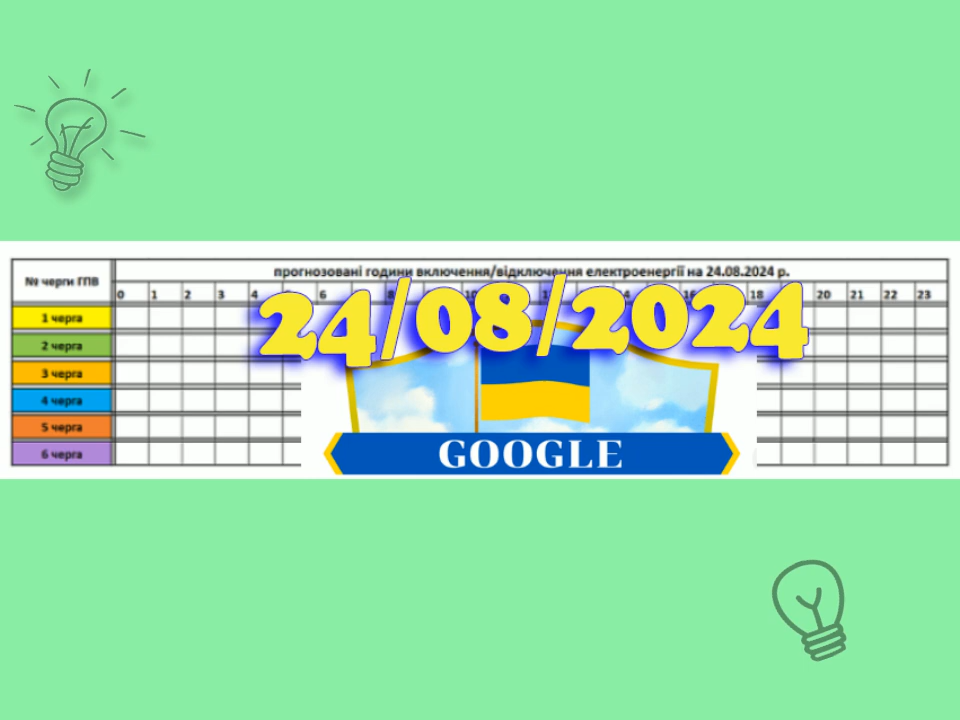 прогнозовані години включення/відключення електроенергії на 24.08.2024 р.
№ черги ГПВ
0 1 2 3 4 6 8 10 18 20 21 22 23
24/08/2024
1 черга
2 черга
3 черга
4 черга
5 черга
6 черга
GOOGLE